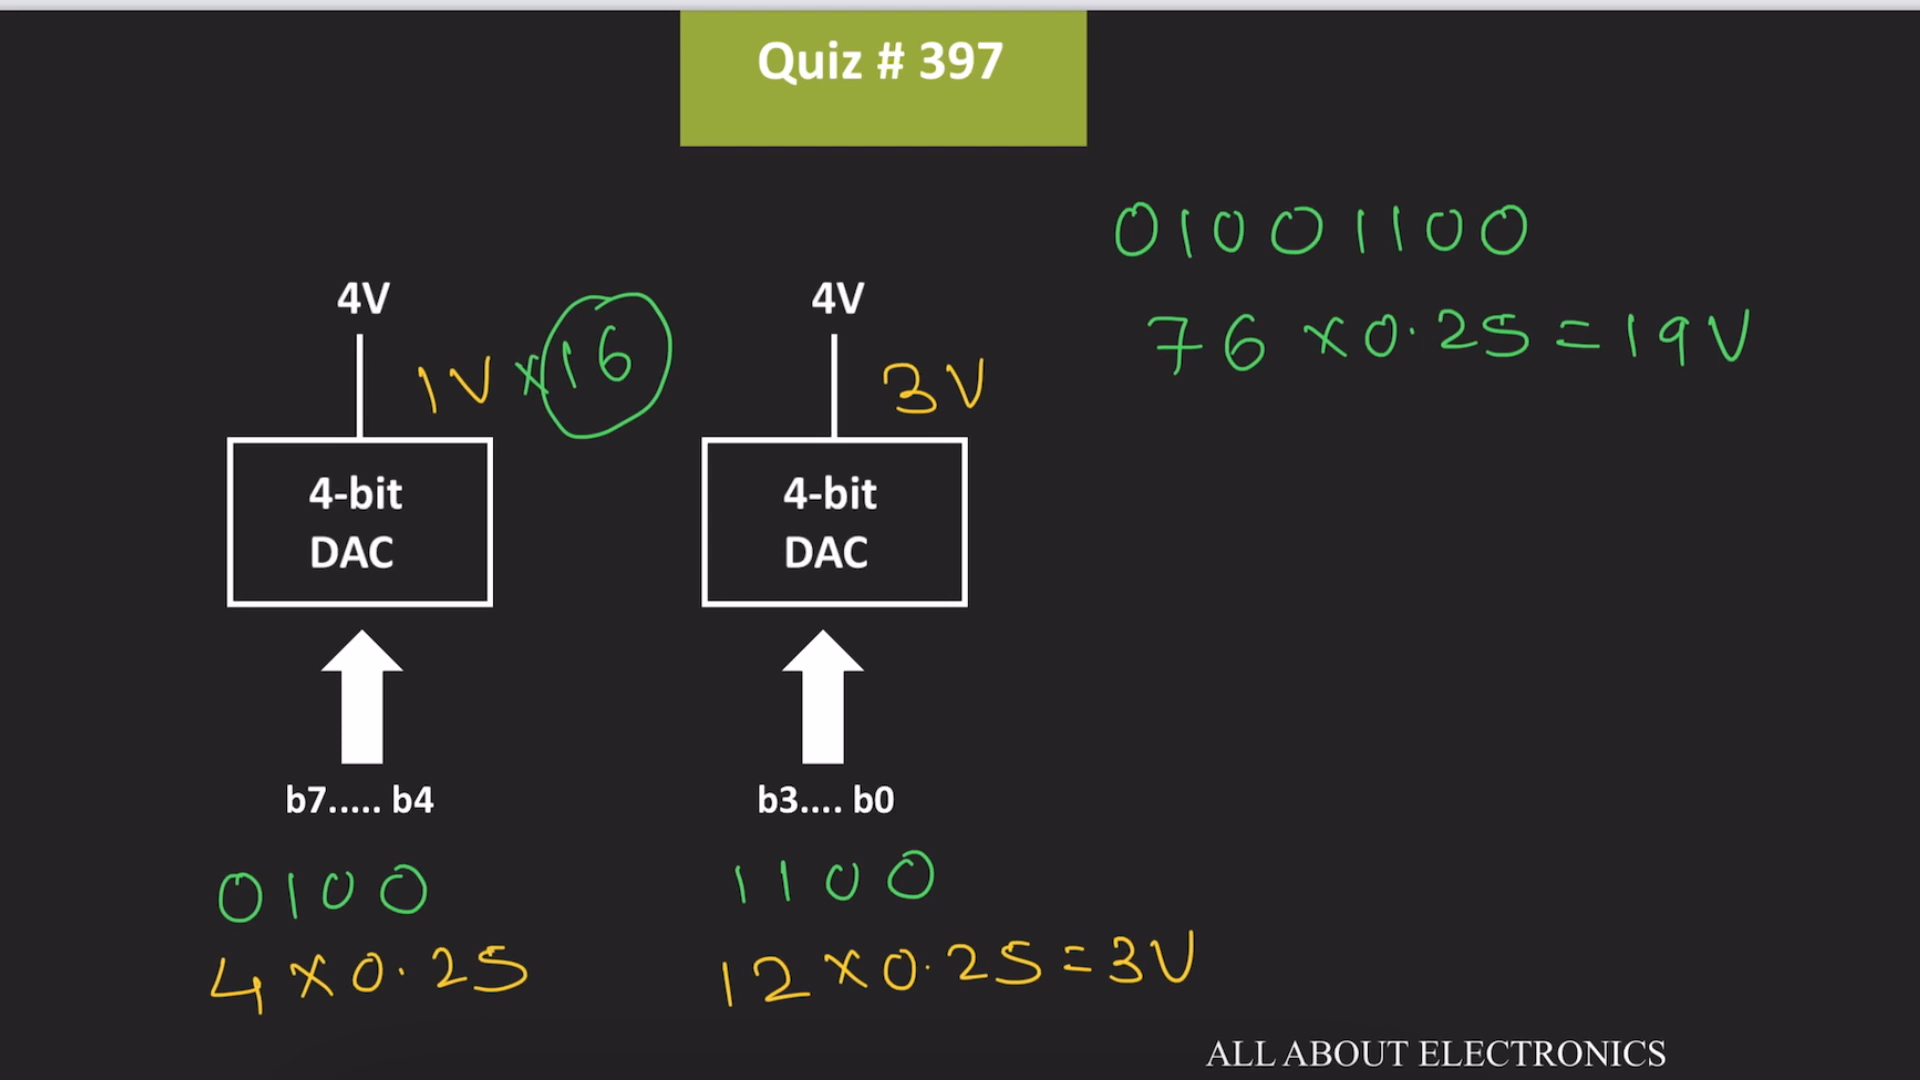 Quiz # 397
01001100
76 × 0.25 = 19V
4V
1V × 16
4-bit
DAC
b7..... b4
0100
4 × 0.25
4V
3V
4-bit
DAC
b3.... b0
1100
12 × 0.25 = 3V
ALL ABOUT ELECTRONICS